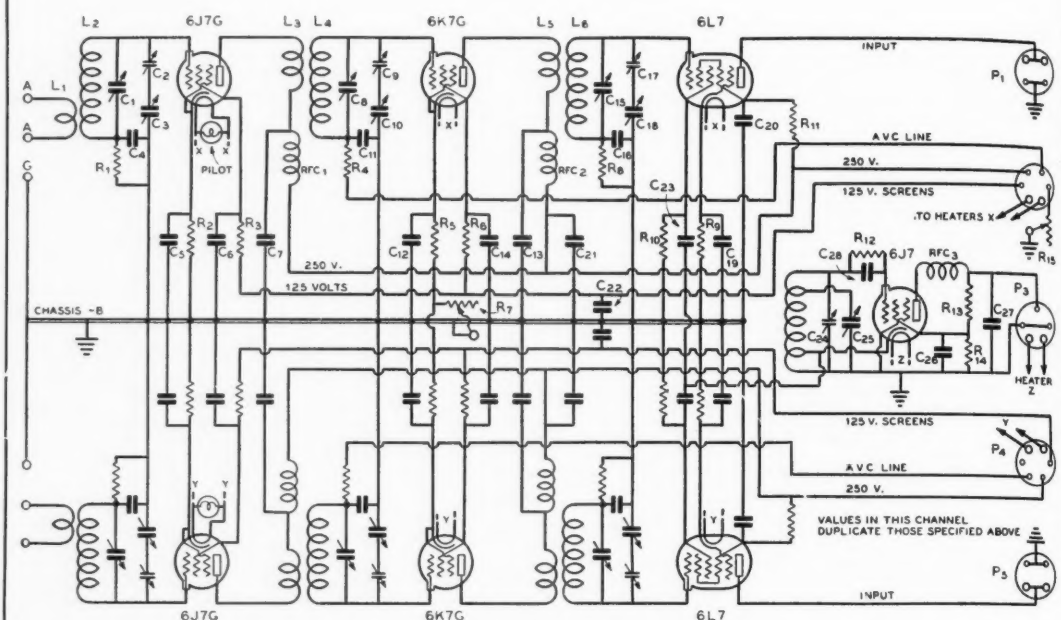 L2
6J7G
L3
L4
6K7G
L5
L6
6L7
INPUT
P1
A
L1
A
G
C1
C2
C3
C4
R1
X
X
PILOT
RFC1
C8
C9
C10
C11
R4
X
RFC2
C15
C17
C18
C16
R8
X
C20
R11
AVC LINE
250 V.
125 V. SCREENS
TO HEATERS X
R15
C5
R2
C6
R3
C7
C12
R5
R6
C14
C13
C21
C23
R10
R9
C19
250 V.
125 VOLTS
R7
C22
CHASSIS -B
R12
C28
6J7
RFC3
C24
C25
Z
C26
R13
R14
C27
P3
HEATER
Z
125 V. SCREENS
Y
P4
AVC LINE
250 V.
VALUES IN THIS CHANNEL
DUPLICATE THOSE SPECIFIED ABOVE
P5
INPUT
Y
Y
Y
Y
6J7G
6K7G
6L7